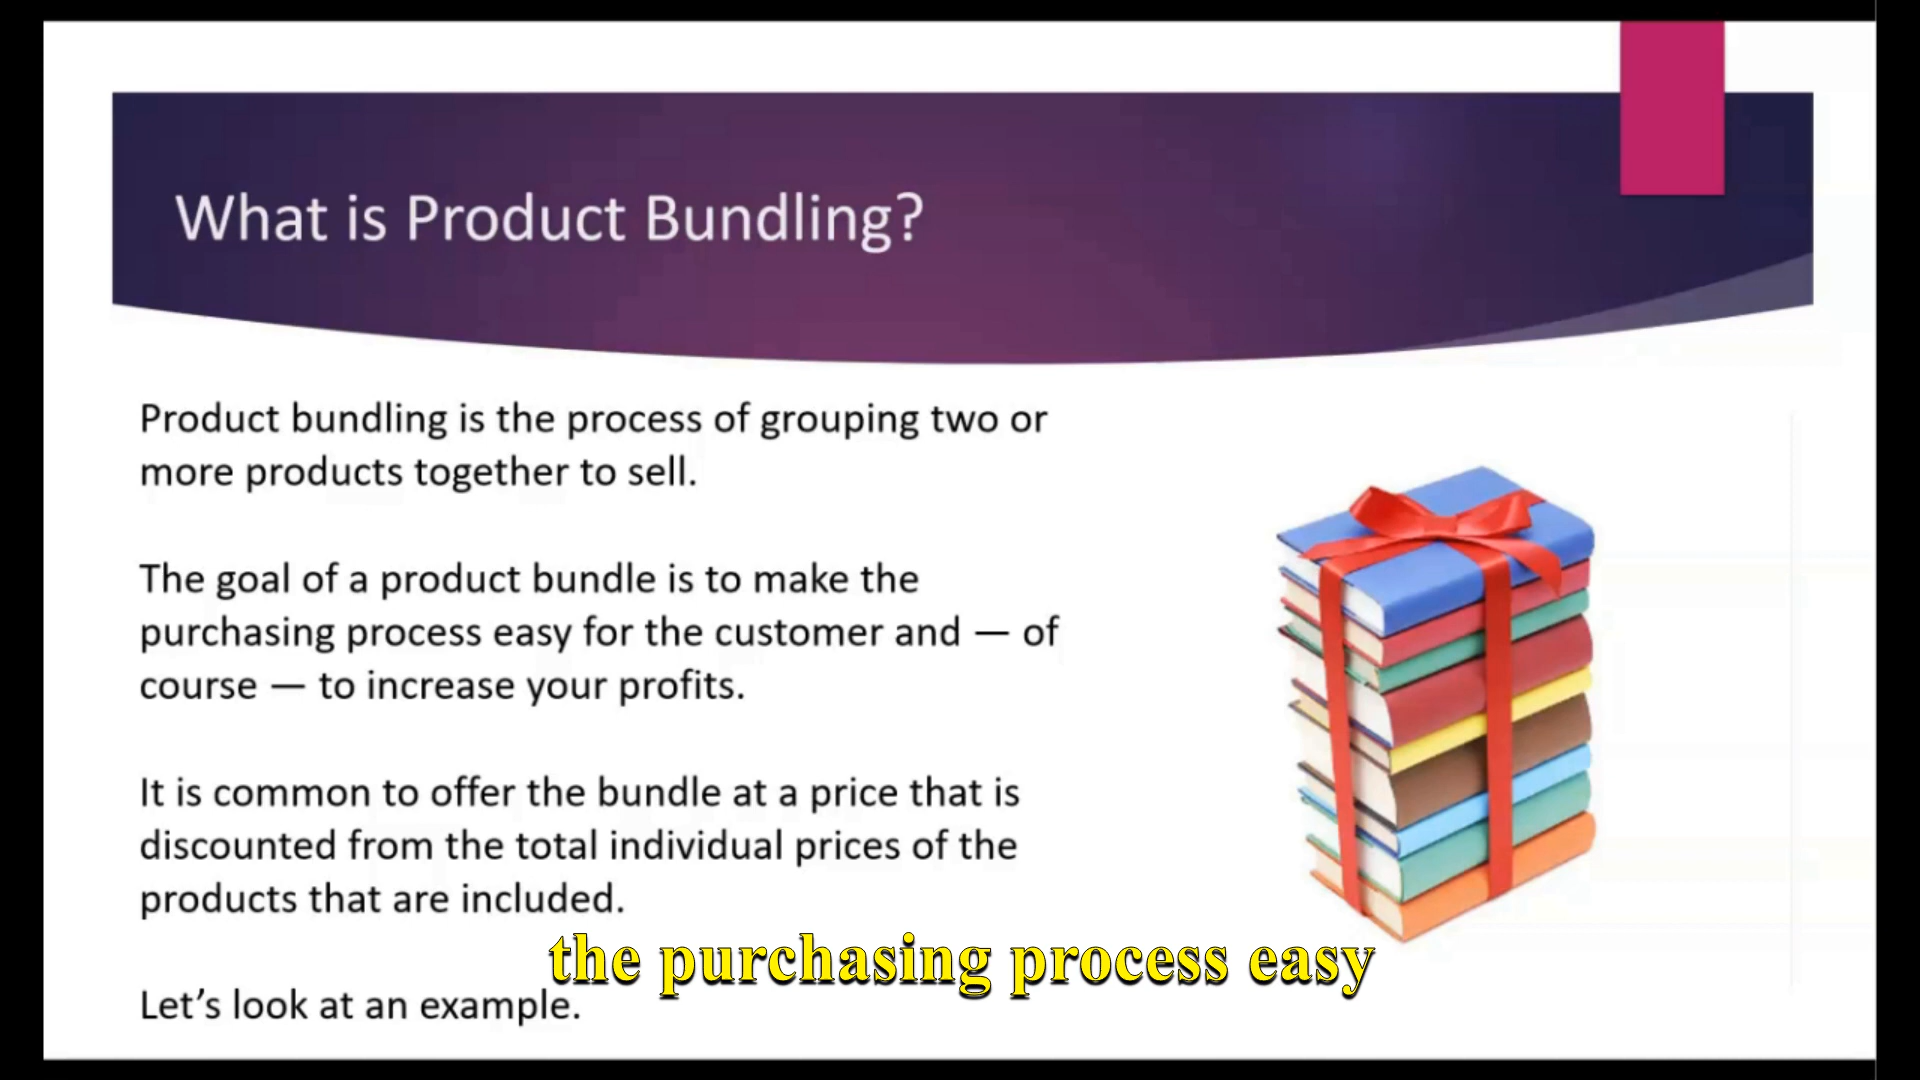 What is Product Bundling?
Product bundling is the process of grouping two or
more products together to sell.
The goal of a product bundle is to make the
purchasing process easy for the customer and — of
course — to increase your profits.
It is common to offer the bundle at a price that is
discounted from the total individual prices of the
products that are included.
the purchasing process easy
Let’s look at an example.